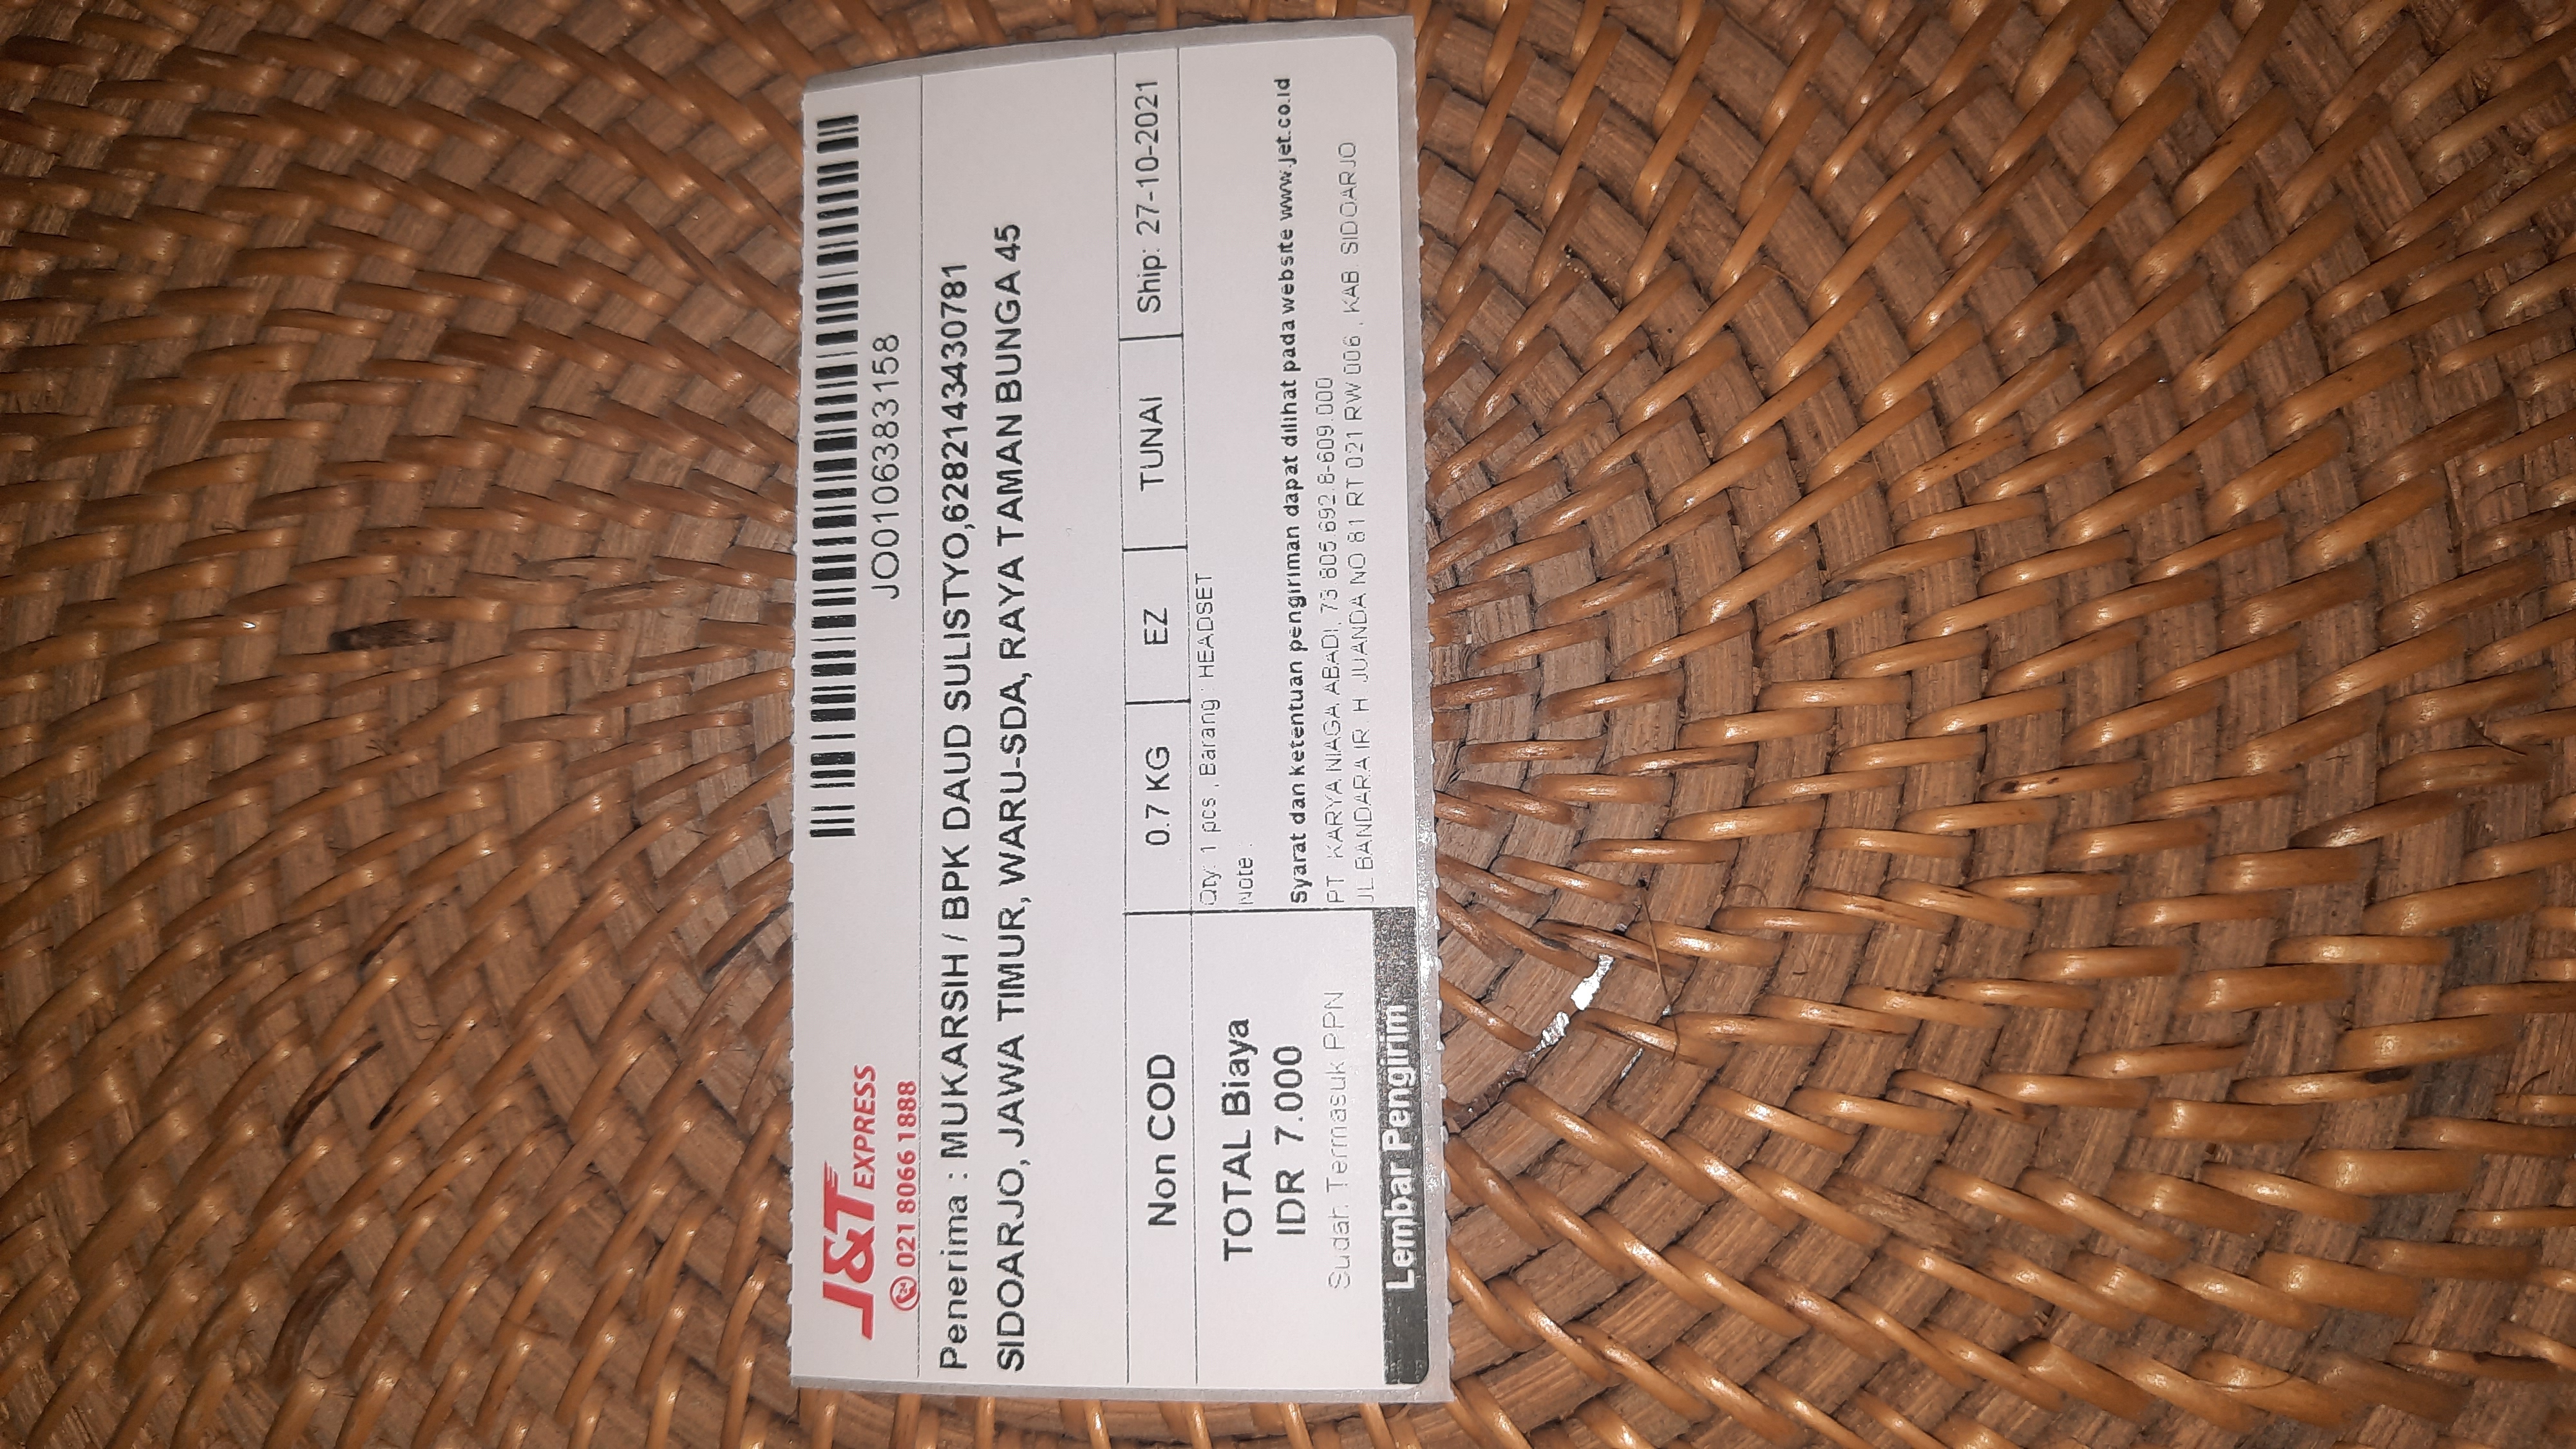 J&T EXPRESS
021 8066 1888
JO0106383158
Penerima : MUKARSIH / BPK DAUD SULISTYO,6282143430781
SIDOARJO, JAWA TIMUR, WARU-SDA, RAYA TAMAN BUNGA 45
Non COD
0.7 KG
EZ
TUNAI
Ship: 27-10-2021
TOTAL Biaya
IDR 7.000
Sudah Termasuk PPN
Lembar Pengirim
Qty: 1 pcs , Barang : HEADSET
Note :
Syarat dan ketentuan pengiriman dapat dilihat pada website www.jet.co.id
PT. KARYA NIAGA ABADI, 73.805.692.8-609.000
JL BANDARA IR. H. JUANDA NO 81 RT 021 RW 006 , KAB. SIDOARJO